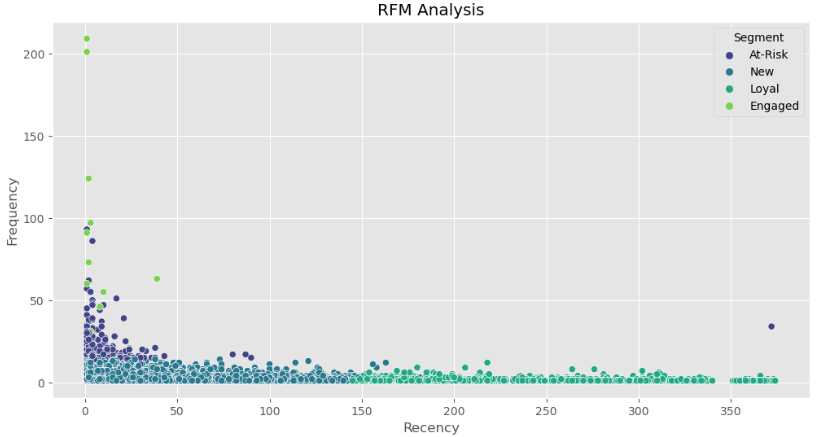 RFM Analysis
Segment
At-Risk
New
Loyal
Engaged
200
150
100
50
0
Frequency
0 50 100 150 200 250 300 350
Recency